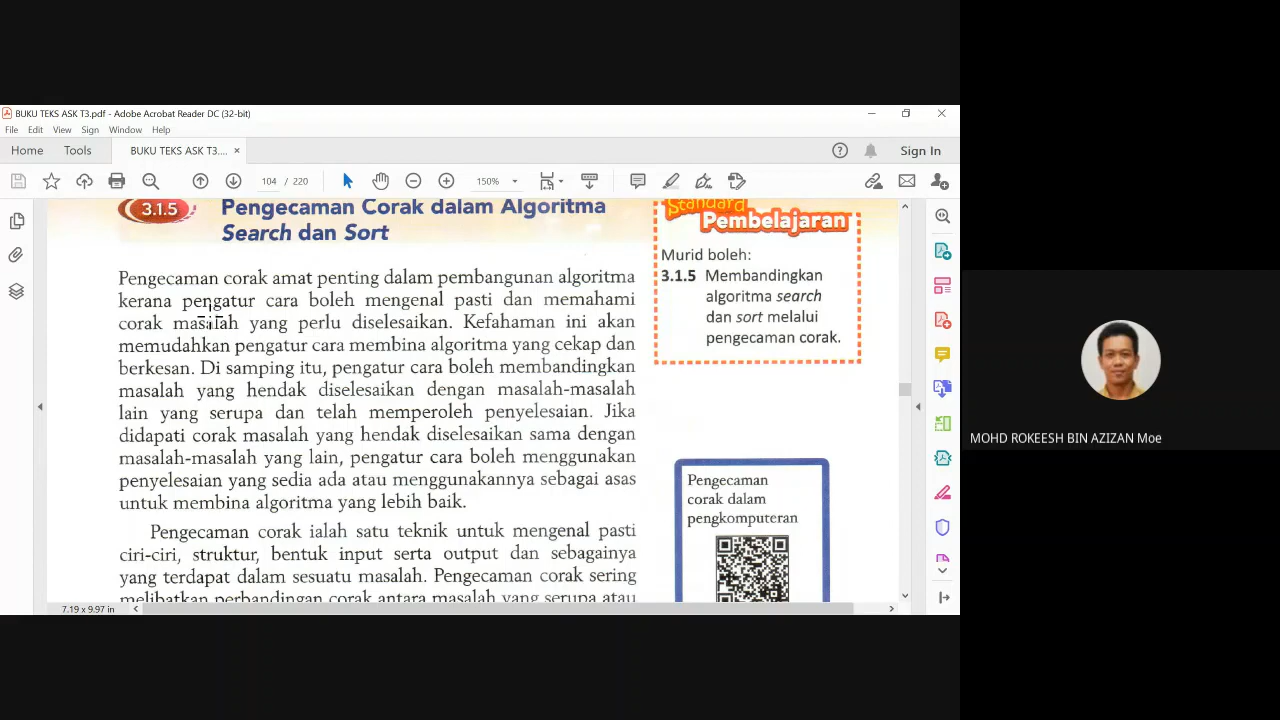 BUKU TEKS ASK T3.pdf - Adobe Acrobat Reader DC (32-bit)
File Edit View Sign Window Help
Home Tools BUKU TEKS ASK T3.... × Sign In
104 / 220 150%
3.1.5 Pengecaman Corak dalam Algoritma
Search dan Sort
Pengecaman corak amat penting dalam pembangunan algoritma
kerana pengatur cara boleh mengenal pasti dan memahami
corak masalah yang perlu diselesaikan. Kefahaman ini akan
memudahkan pengatur cara membina algoritma yang cekap dan
berkesan. Di samping itu, pengatur cara boleh membandingkan
masalah yang hendak diselesaikan dengan masalah-masalah
lain yang serupa dan telah memperoleh penyelesaian. Jika
didapati corak masalah yang hendak diselesaikan sama dengan
masalah-masalah yang lain, pengatur cara boleh menggunakan
penyelesaian yang sedia ada atau menggunakannya sebagai asas
untuk membina algoritma yang lebih baik.
Pengecaman corak ialah satu teknik untuk mengenal pasti
ciri-ciri, struktur, bentuk input serta output dan sebagainya
yang terdapat dalam sesuatu masalah. Pengecaman corak sering
melibatkan perbandingan corak antara masalah yang serupa atau
Standard
Pembelajaran
Murid boleh:
3.1.5 Membandingkan
algoritma search
dan sort melalui
pengecaman corak.
Pengecaman
corak dalam
pengkomputeran
7.19 x 9.97 in
MOHD ROKEESH BIN AZIZAN Moe